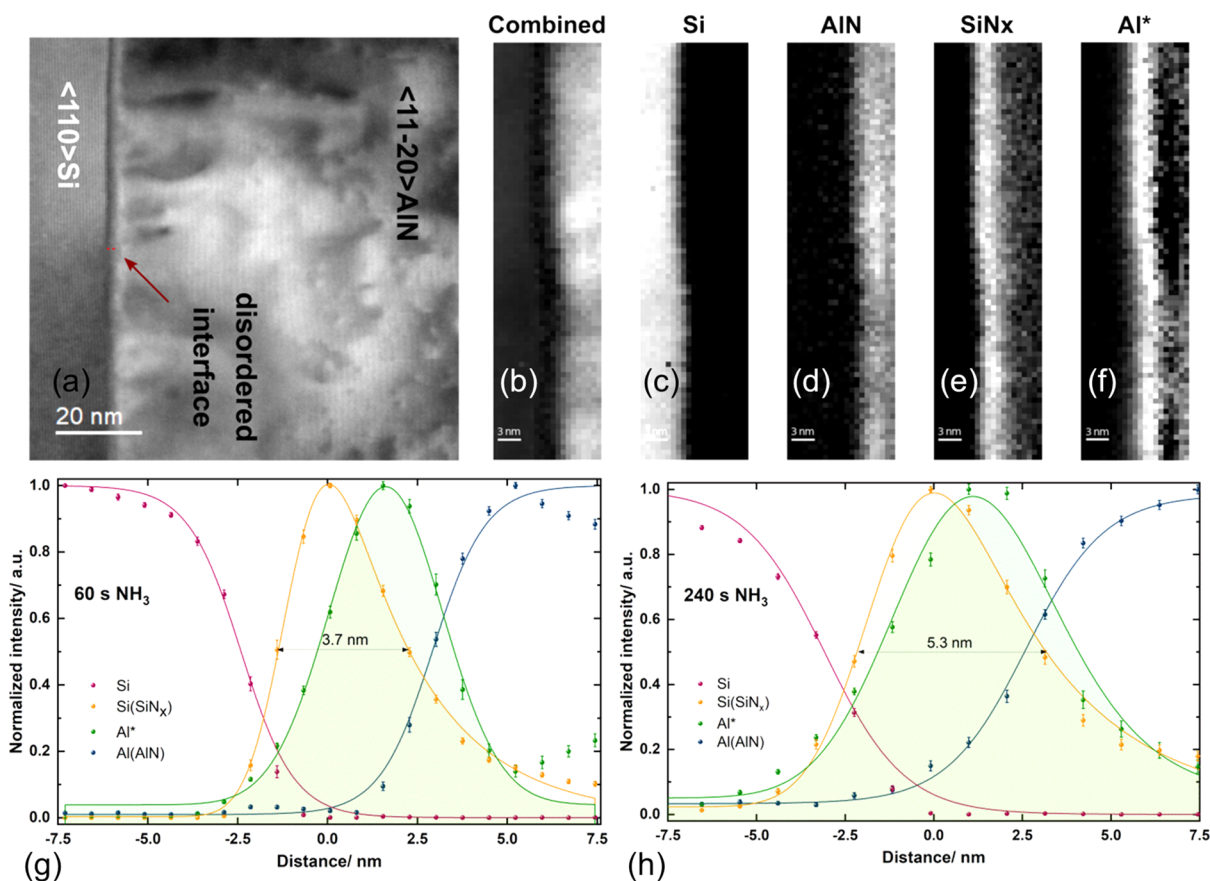 Combined
Si
AlN
SiNx
Al*
<110>Si
<11-20>AlN
disordered
interface
(a)
20 nm
(b)
3 nm
(c)
(d)
3 nm
(e)
3 nm
(f)
3 nm
Normalized intensity/ a.u.
1.0
0.8
0.6
0.4
0.2
0.0
60 s NH₃
3.7 nm
Si
Si(SiNₓ)
Al*
Al(AlN)
-7.5
-5.0
-2.5
0.0
2.5
5.0
7.5
Distance/ nm
(g)
Normalized intensity/ a.u.
1.0
0.8
0.6
0.4
0.2
0.0
240 s NH₃
5.3 nm
Si
Si(SiNₓ)
Al*
Al(AlN)
-7.5
-5.0
-2.5
0.0
2.5
5.0
7.5
Distance/ nm
(h)